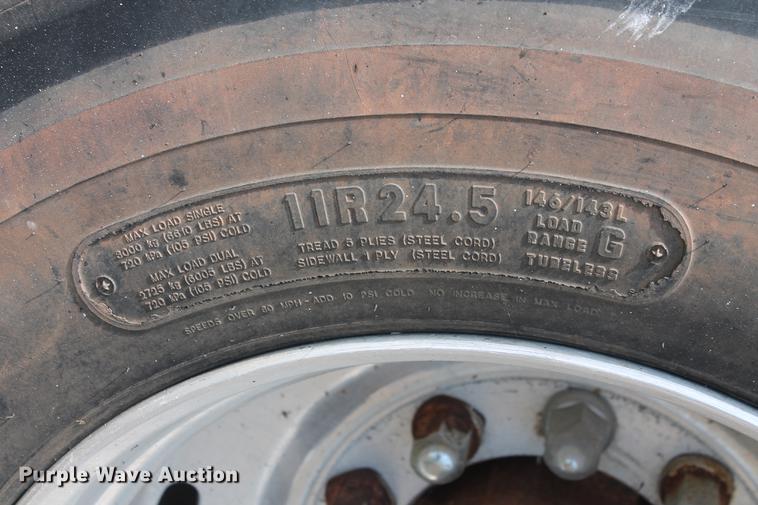 MAX LOAD SINGLE
3000 kg (6610 LBS) AT
720 kPa (105 PSI) COLD
MAX LOAD DUAL
2725 kg (6005 LBS) AT
720 kPa (105 PSI) COLD
11R24.5
TREAD 5 PLIES (STEEL CORD)
SIDEWALL 1 PLY (STEEL CORD)
146/143L
LOAD
RANGE G
TUBELESS
SPEEDS OVER 60 MPH-ADD 10 PSI COLD NO INCREASE IN MAX LOAD
Purple Wave Auction